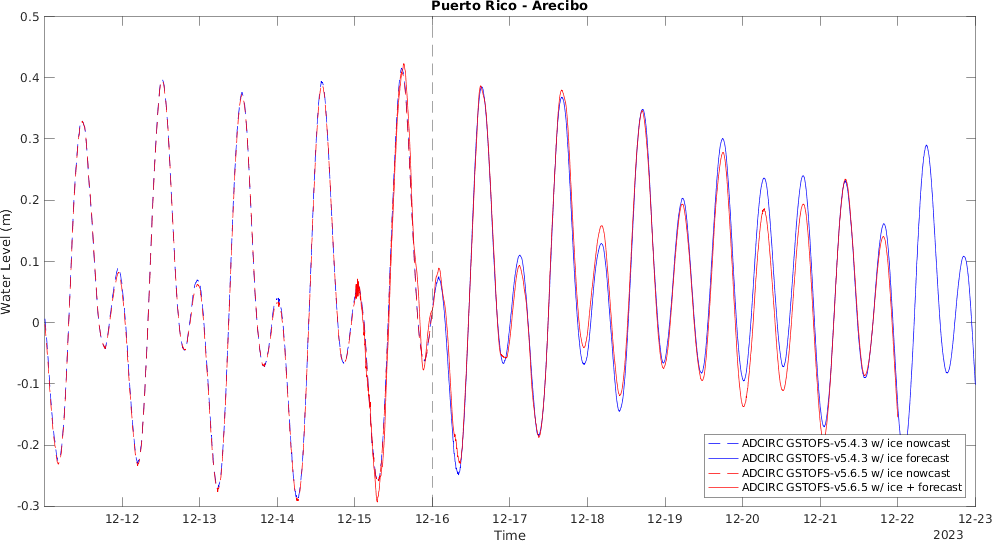 Puerto Rico - Arecibo
0.5
0.4
0.3
0.2
0.1
0
-0.1
-0.2
-0.3
Water Level (m)
ADCIRC GSTOFS-v5.4.3 w/ ice nowcast
ADCIRC GSTOFS-v5.4.3 w/ ice forecast
ADCIRC GSTOFS-v5.6.5 w/ ice nowcast
ADCIRC GSTOFS-v5.6.5 w/ ice + forecast
12-12 12-13 12-14 12-15 12-16 12-17 12-18 12-19 12-20 12-21 12-22 12-23
Time
2023